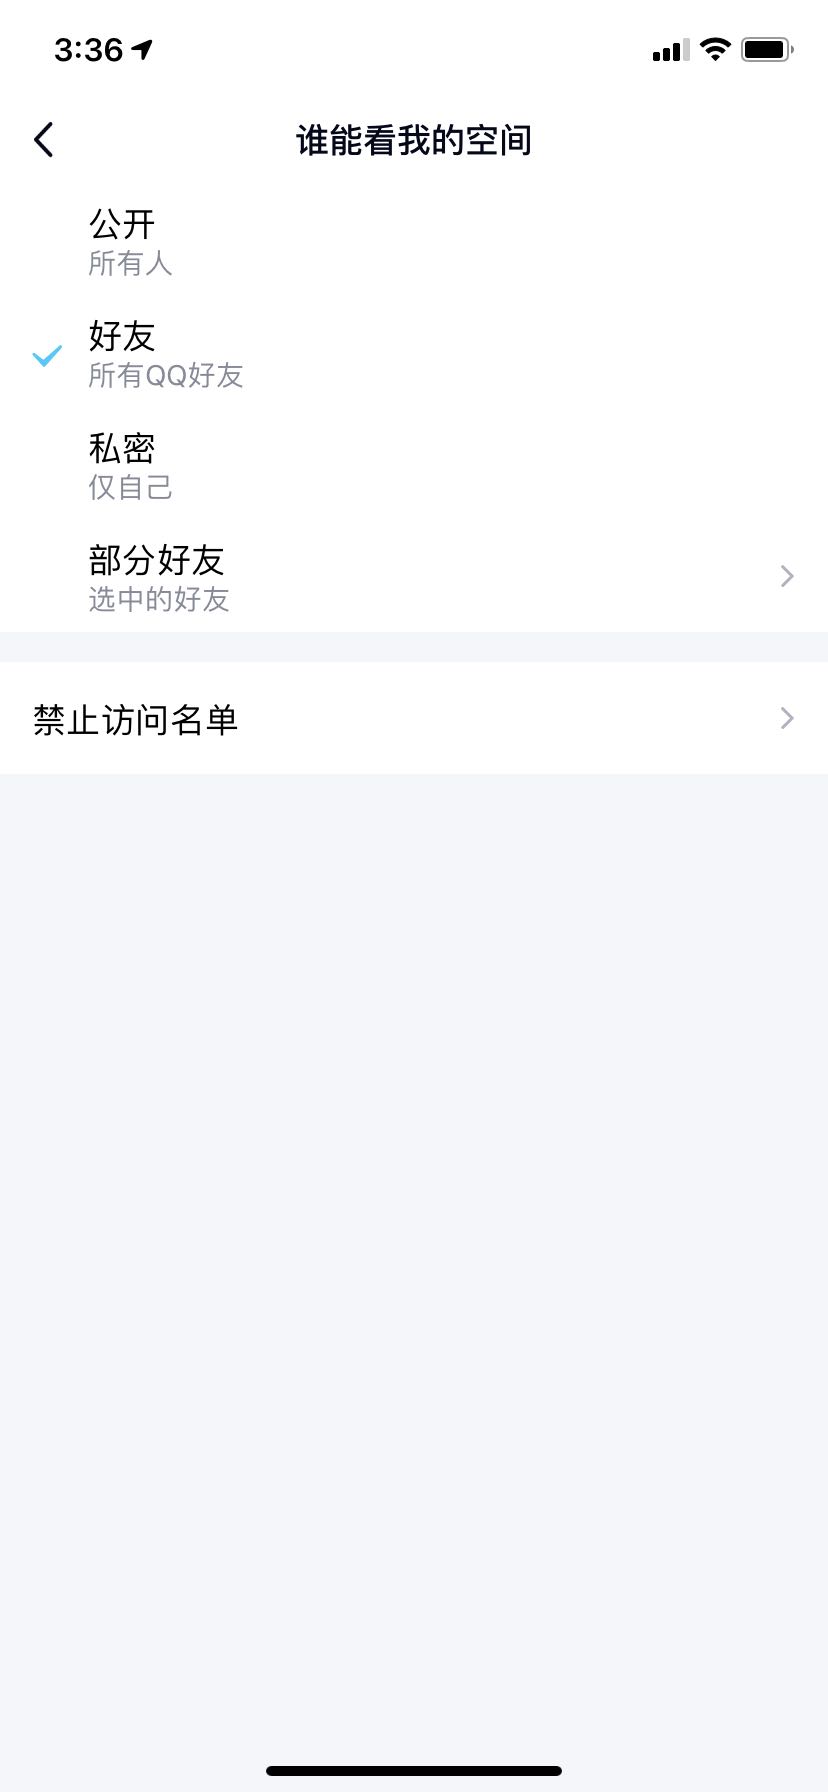 3:36
谁能看我的空间
公开
所有人
好友
所有QQ好友
私密
仅自己
部分好友
选中的好友
禁止访问名单